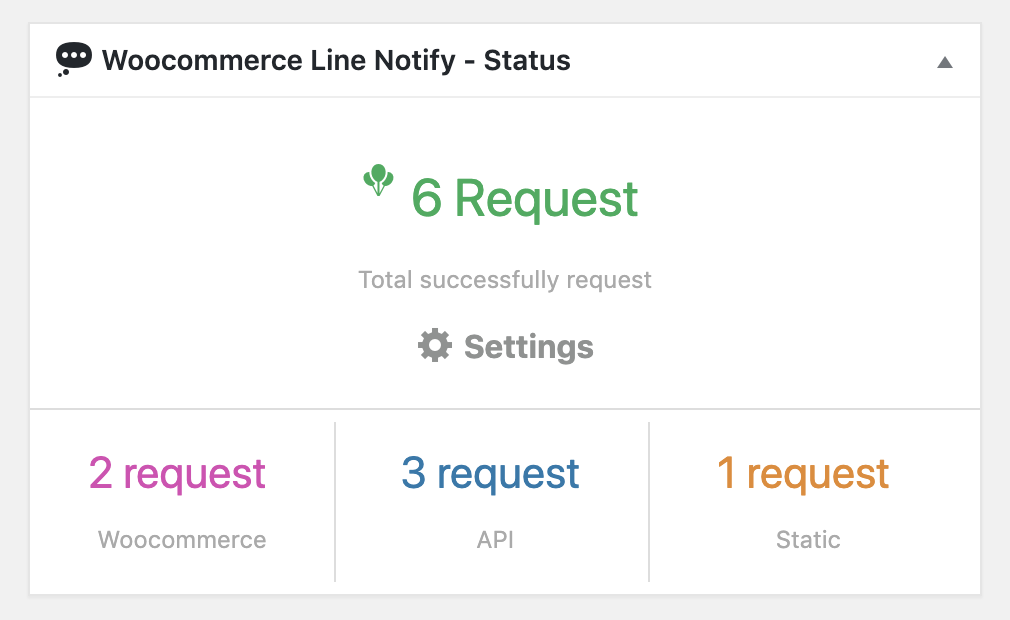 Woocommerce Line Notify - Status
6 Request
Total successfully request
Settings
2 request
3 request
1 request
Woocommerce
API
Static